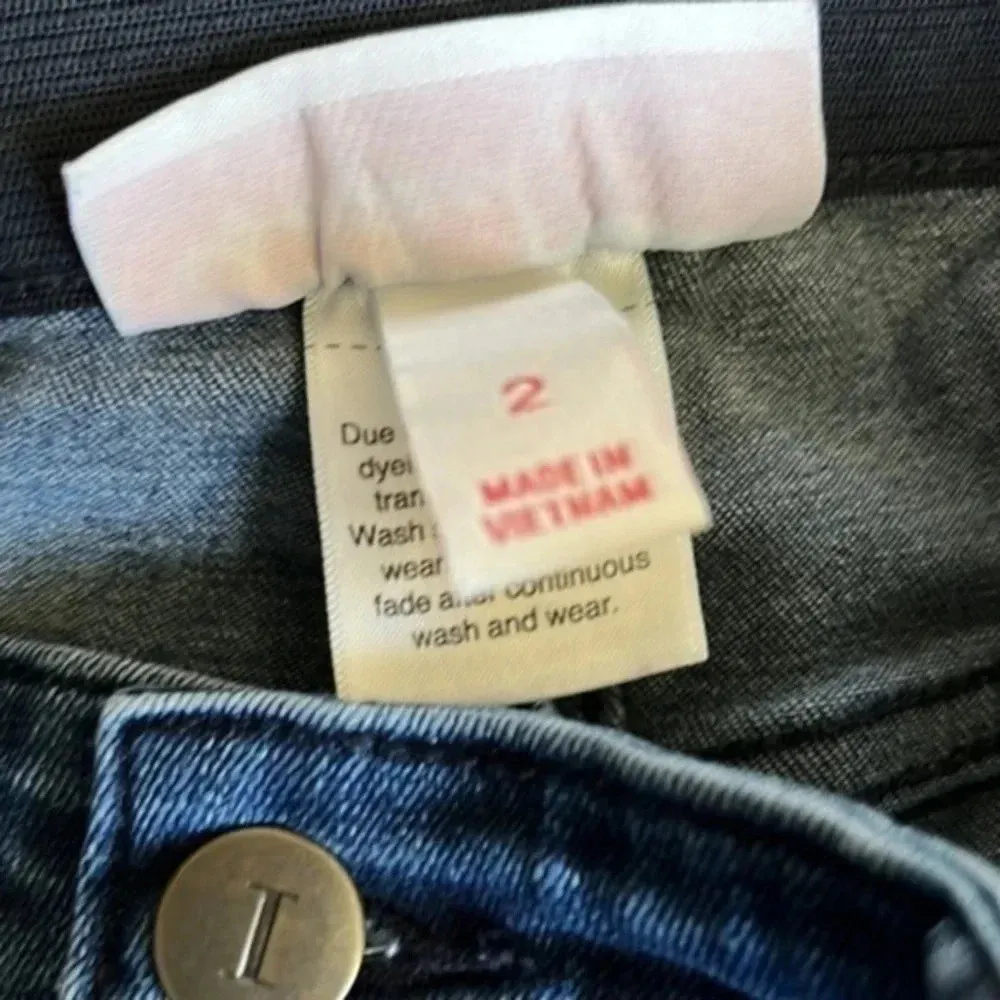 2
MADE IN
VIETNAM
Due
dyei
tran
Wash
wear
fade after continuous
wash and wear.
I